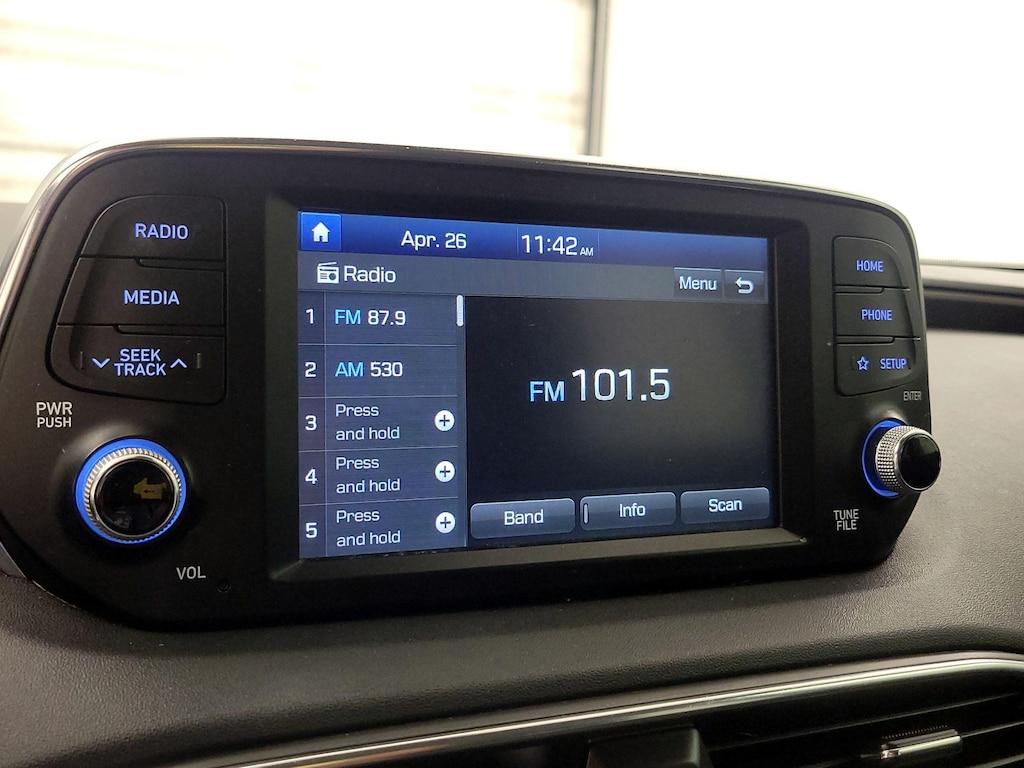 RADIO
MEDIA
SEEK
TRACK
PWR
PUSH
VOL
Apr. 26
11:42 AM
Radio
Menu
1 FM 87.9
2 AM 530
3 Press
and hold
4 Press
and hold
5 Press
and hold
FM 101.5
Band
Info
Scan
HOME
PHONE
SETUP
ENTER
TUNE
FILE